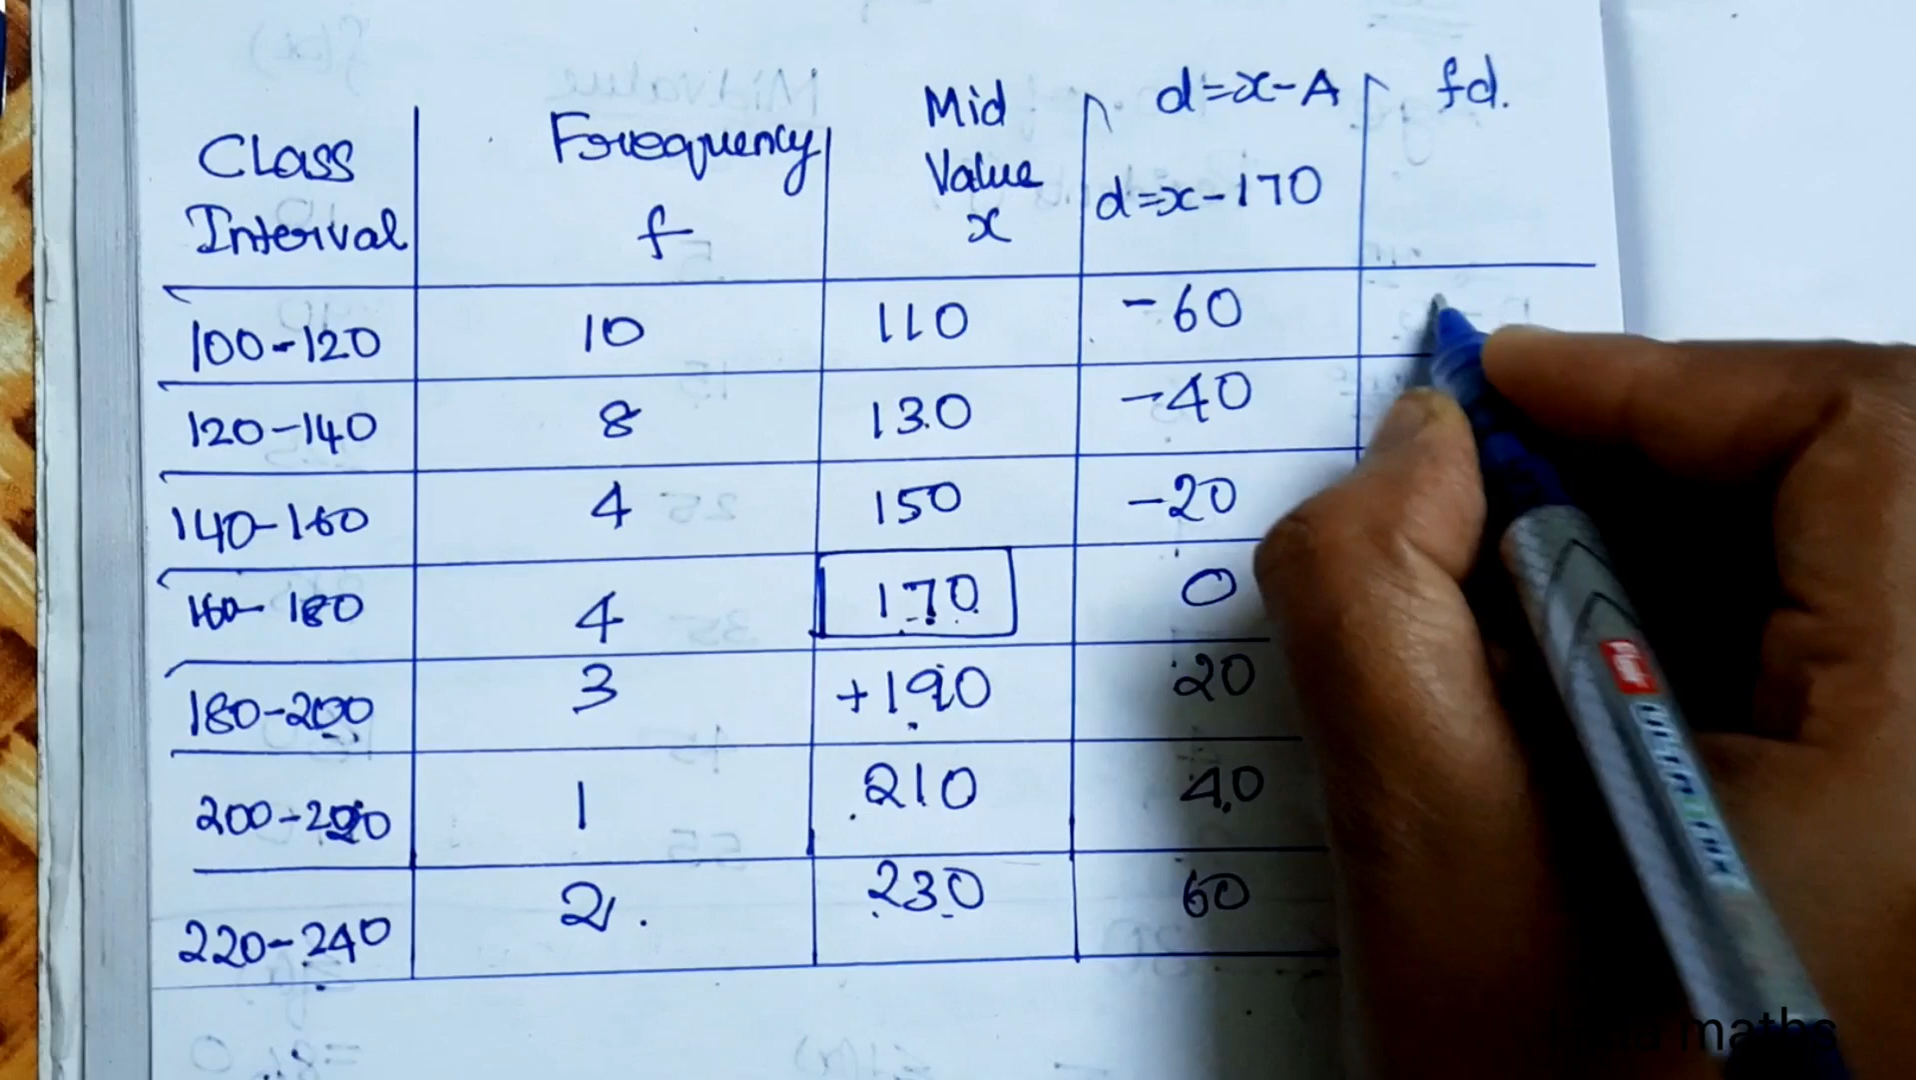 Class Interval | Frequency f | Mid Value x | d=x-A d=x-170 | fd.
100-120 | 10 | 110 | -60
120-140 | 8 | 130 | -40
140-160 | 4 | 150 | -20
160-180 | 4 | 170 | 0
180-200 | 3 | +190 | 20
200-220 | 1 | 210 | 40
220-240 | 2. | 230 | 60
maths